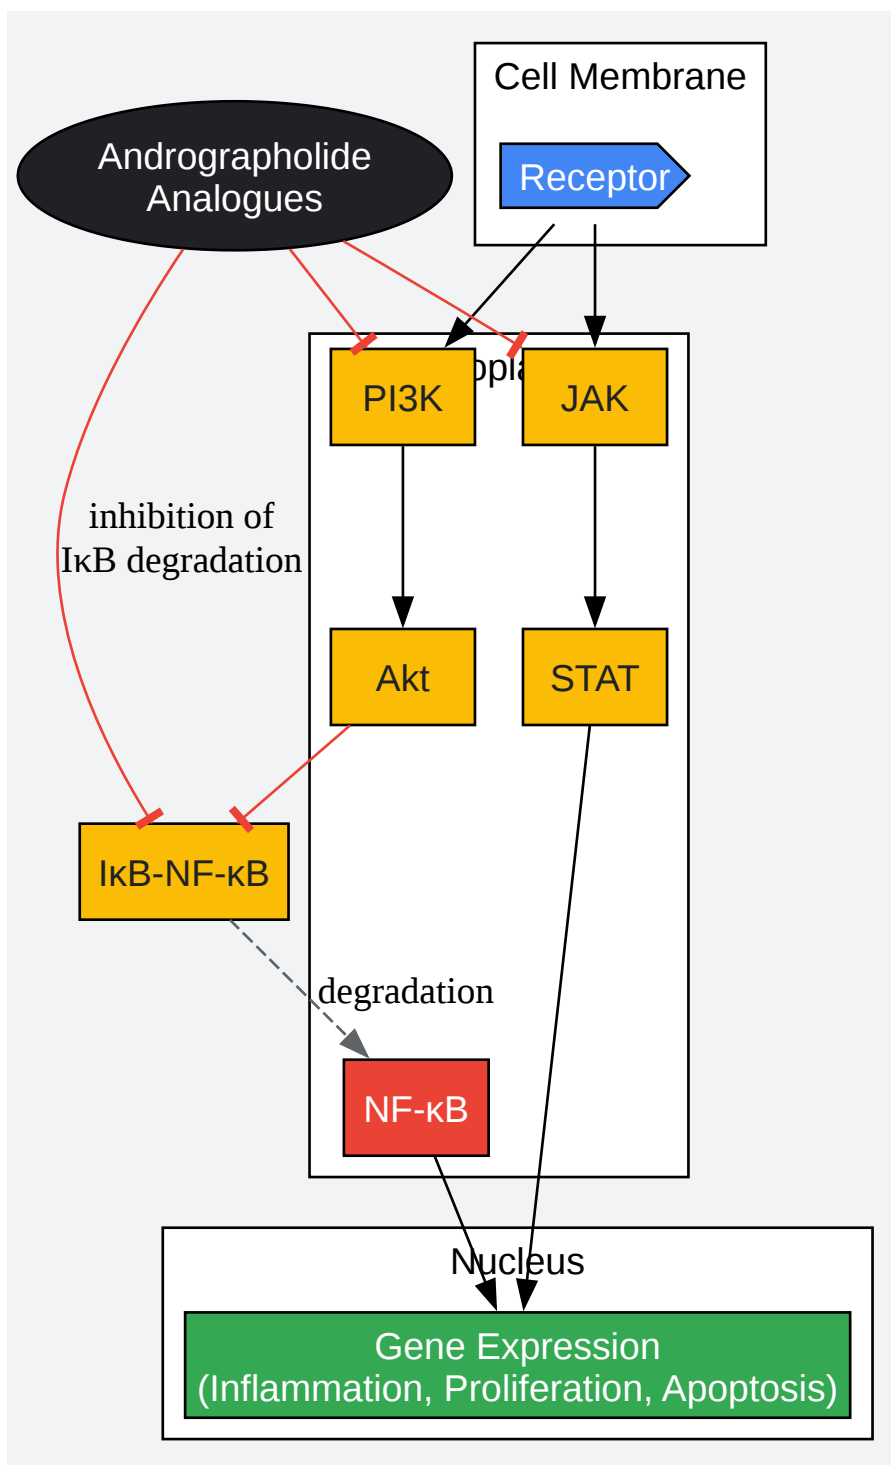 Cell Membrane
Andrographolide
Analogues
Receptor
PI3K
JAK
inhibition of
IκB degradation
Akt
STAT
IκB-NF-κB
degradation
NF-κB
Nucleus
Gene Expression
(Inflammation, Proliferation, Apoptosis)